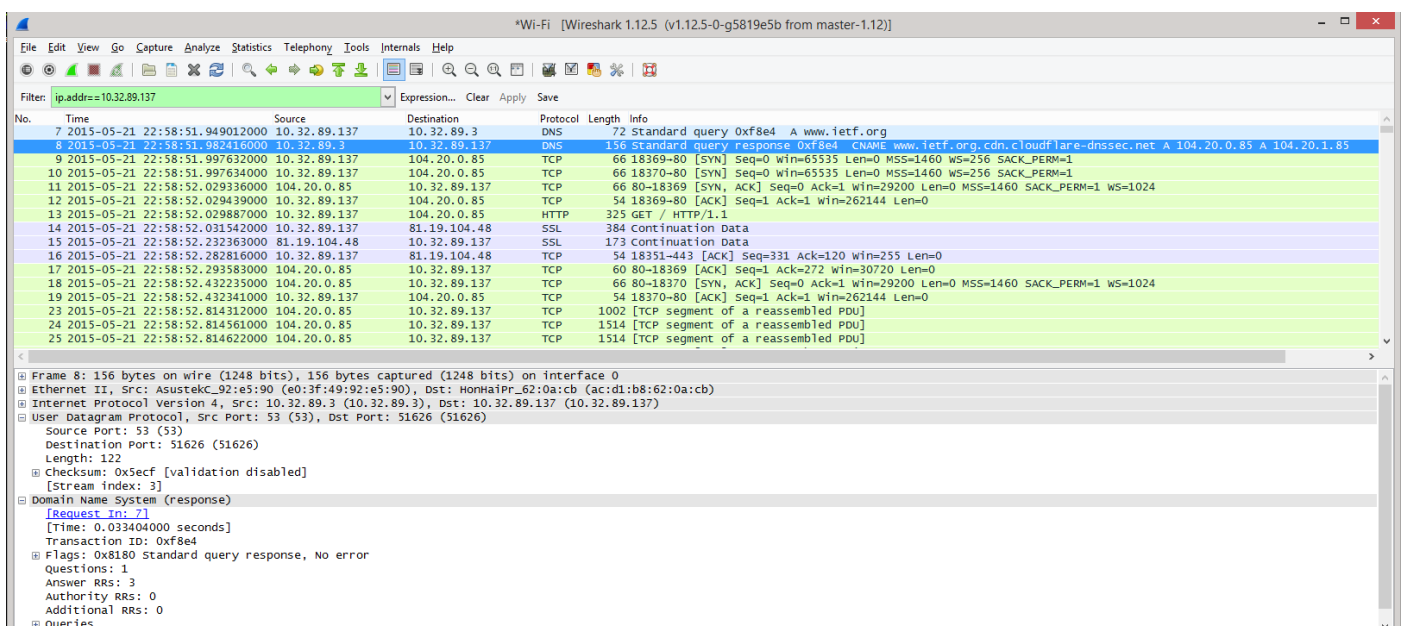 *Wi-Fi [Wireshark 1.12.5 (v1.12.5-0-g5819e5b from master-1.12)]
File Edit View Go Capture Analyze Statistics Telephony Tools Internals Help
Filter: ip.addr==10.32.89.137 Expression... Clear Apply Save
No. Time Source Destination Protocol Length Info
7 2015-05-21 22:58:51.949012000 10.32.89.137 10.32.89.3 DNS 72 Standard query 0xf8e4 A www.ietf.org
8 2015-05-21 22:58:51.982416000 10.32.89.3 10.32.89.137 DNS 156 Standard query response 0xf8e4 CNAME www.ietf.org.cdn.cloudflare-dnssec.net A 104.20.0.85 A 104.20.1.85
9 2015-05-21 22:58:51.997632000 10.32.89.137 104.20.0.85 TCP 66 18369→80 [SYN] Seq=0 Win=65535 Len=0 MSS=1460 WS=256 SACK_PERM=1
10 2015-05-21 22:58:51.997634000 10.32.89.137 104.20.0.85 TCP 66 18370→80 [SYN] Seq=0 Win=65535 Len=0 MSS=1460 WS=256 SACK_PERM=1
11 2015-05-21 22:58:52.029336000 104.20.0.85 10.32.89.137 TCP 66 80→18369 [SYN, ACK] Seq=0 Ack=1 Win=29200 Len=0 MSS=1460 SACK_PERM=1 WS=1024
12 2015-05-21 22:58:52.029439000 10.32.89.137 104.20.0.85 TCP 54 18369→80 [ACK] Seq=1 Ack=1 Win=262144 Len=0
13 2015-05-21 22:58:52.029887000 10.32.89.137 104.20.0.85 HTTP 325 GET / HTTP/1.1
14 2015-05-21 22:58:52.031542000 10.32.89.137 81.19.104.48 SSL 384 Continuation Data
15 2015-05-21 22:58:52.232363000 81.19.104.48 10.32.89.137 SSL 173 Continuation Data
16 2015-05-21 22:58:52.282816000 10.32.89.137 81.19.104.48 TCP 54 18351→443 [ACK] Seq=331 Ack=120 Win=255 Len=0
17 2015-05-21 22:58:52.293583000 104.20.0.85 10.32.89.137 TCP 60 80→18369 [ACK] Seq=1 Ack=272 Win=30720 Len=0
18 2015-05-21 22:58:52.432235000 104.20.0.85 10.32.89.137 TCP 66 80→18370 [SYN, ACK] Seq=0 Ack=1 Win=29200 Len=0 MSS=1460 SACK_PERM=1 WS=1024
19 2015-05-21 22:58:52.432341000 10.32.89.137 104.20.0.85 TCP 54 18370→80 [ACK] Seq=1 Ack=1 Win=262144 Len=0
23 2015-05-21 22:58:52.814312000 104.20.0.85 10.32.89.137 TCP 1002 [TCP segment of a reassembled PDU]
24 2015-05-21 22:58:52.814561000 104.20.0.85 10.32.89.137 TCP 1514 [TCP segment of a reassembled PDU]
25 2015-05-21 22:58:52.814622000 104.20.0.85 10.32.89.137 TCP 1514 [TCP segment of a reassembled PDU]
Frame 8: 156 bytes on wire (1248 bits), 156 bytes captured (1248 bits) on interface 0
Ethernet II, Src: AsustekC_92:e5:90 (e0:3f:49:92:e5:90), Dst: HonHaiPr_62:0a:cb (ac:d1:b8:62:0a:cb)
Internet Protocol Version 4, Src: 10.32.89.3 (10.32.89.3), Dst: 10.32.89.137 (10.32.89.137)
User Datagram Protocol, Src Port: 53 (53), Dst Port: 51626 (51626)
Source Port: 53 (53)
Destination Port: 51626 (51626)
Length: 122
Checksum: 0x5ecf [validation disabled]
[Stream index: 3]
Domain Name System (response)
[Request In: 7]
[Time: 0.033404000 seconds]
Transaction ID: 0xf8e4
Flags: 0x8180 Standard query response, No error
Questions: 1
Answer RRs: 3
Authority RRs: 0
Additional RRs: 0
Queries